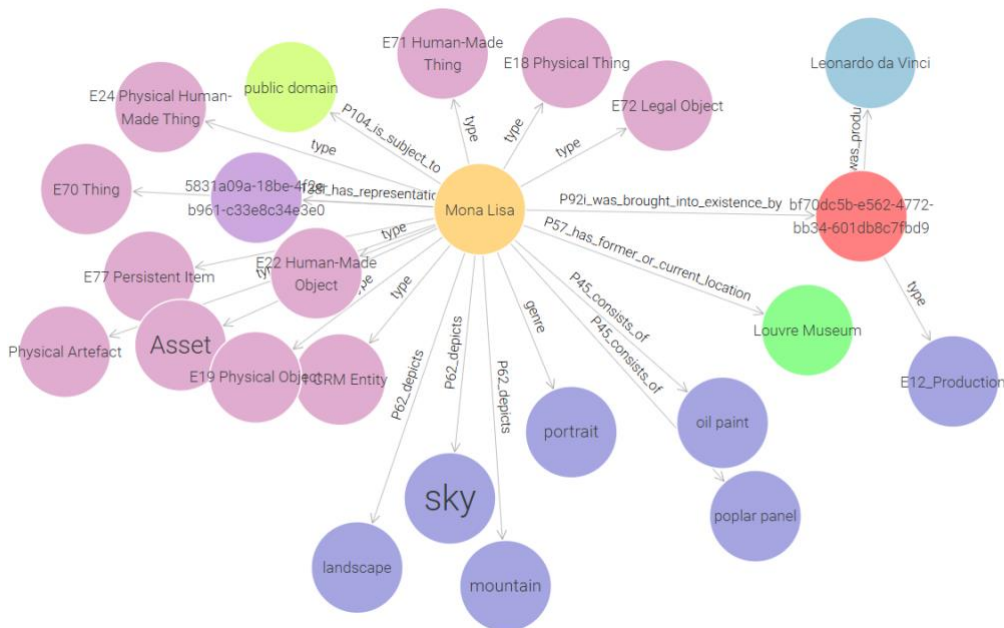 E71 Human-Made
Thing
E18 Physical Thing
Leonardo da Vinci
E24 Physical Human-
Made Thing
public domain
E72 Legal Object
P104_is_subject_to
type
type
type
type
was_produ
E70 Thing
5831a09a-18be-4f2e-
b961-c33e8c34e3e0
has_representati
Mona Lisa
P92i_was_brought_into_existence_by
bf70dc5b-e562-4772-
bb34-601db8c7fbd9
type
P57_has_former_or_current_location
E77 Persistent Item
E22 Human-Made
Object
type
type
Physical Artefact
Asset
E19 Physical Object
CRM Entity
P62_depicts
P62_depicts
P62_depicts
genre
P45_consists_of
P45_consists_of
Louvre Museum
E12_Production
portrait
oil paint
sky
poplar panel
landscape
mountain